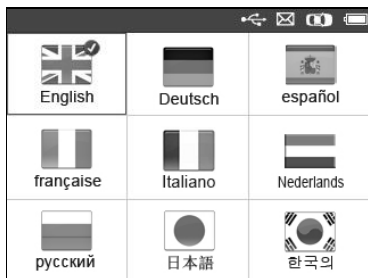 English
Deutsch
español
française
Italiano
Nederlands
русский
日本語
한국의